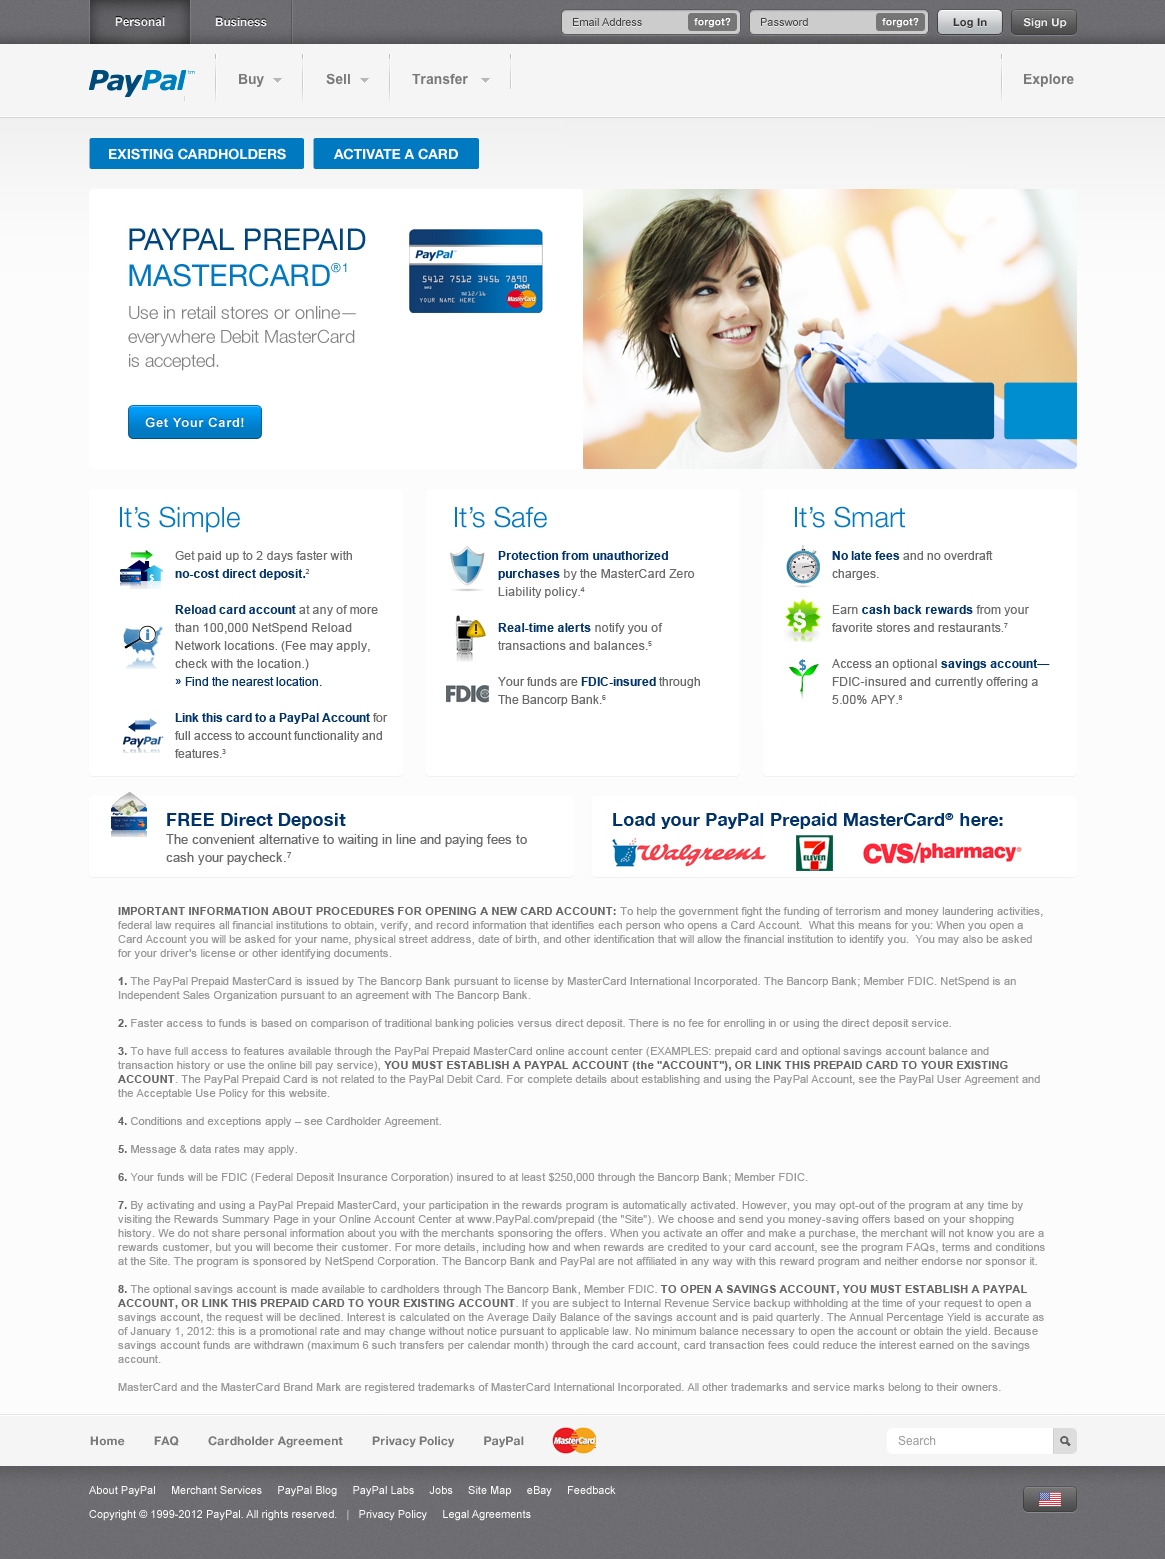 Personal
Business
Email Address
forgot?
Password
forgot?
Log In
Sign Up
PayPal™
Buy
Sell
Transfer
Explore
EXISTING CARDHOLDERS
ACTIVATE A CARD
PAYPAL PREPAID
MASTERCARD®1
Use in retail stores or online—
everywhere Debit MasterCard
is accepted.
Get Your Card!
PayPal
5412 7512 3456 7890
YOUR NAME HERE
Debit
MasterCard
It's Simple
Get paid up to 2 days faster with
no-cost direct deposit.²
Reload card account at any of more
than 100,000 NetSpend Reload
Network locations. (Fee may apply,
check with the location.)
» Find the nearest location.
PayPal
Link this card to a PayPal Account for
full access to account functionality and
features.³
It's Safe
Protection from unauthorized
purchases by the MasterCard Zero
Liability policy.⁴
Real-time alerts notify you of
transactions and balances.⁵
FDIC
Your funds are FDIC-insured through
The Bancorp Bank.⁶
It's Smart
No late fees and no overdraft
charges.
Earn cash back rewards from your
favorite stores and restaurants.⁷
Access an optional savings account—
FDIC-insured and currently offering a
5.00% APY.⁸
FREE Direct Deposit
The convenient alternative to waiting in line and paying fees to
cash your paycheck.⁷
Load your PayPal Prepaid MasterCard® here:
Walgreens
7 ELEVEN
CVS/pharmacy
IMPORTANT INFORMATION ABOUT PROCEDURES FOR OPENING A NEW CARD ACCOUNT: To help the government fight the funding of terrorism and money laundering activities,
federal law requires all financial institutions to obtain, verify, and record information that identifies each person who opens a Card Account. What this means for you: When you open a
Card Account you will be asked for your name, physical street address, date of birth, and other identification that will allow the financial institution to identify you. You may also be asked
for your driver's license or other identifying documents.
1. The PayPal Prepaid MasterCard is issued by The Bancorp Bank pursuant to license by MasterCard International Incorporated. The Bancorp Bank; Member FDIC. NetSpend is an
Independent Sales Organization pursuant to an agreement with The Bancorp Bank.
2. Faster access to funds is based on comparison of traditional banking policies versus direct deposit. There is no fee for enrolling in or using the direct deposit service.
3. To have full access to features available through the PayPal Prepaid MasterCard online account center (EXAMPLES: prepaid card and optional savings account balance and
transaction history or use the online bill pay service), YOU MUST ESTABLISH A PAYPAL ACCOUNT (the "ACCOUNT"), OR LINK THIS PREPAID CARD TO YOUR EXISTING
ACCOUNT. The PayPal Prepaid Card is not related to the PayPal Debit Card. For complete details about establishing and using the PayPal Account, see the PayPal User Agreement and
the Acceptable Use Policy for this website.
4. Conditions and exceptions apply – see Cardholder Agreement.
5. Message & data rates may apply.
6. Your funds will be FDIC (Federal Deposit Insurance Corporation) insured to at least $250,000 through the Bancorp Bank; Member FDIC.
7. By activating and using a PayPal Prepaid MasterCard, your participation in the rewards program is automatically activated. However, you may opt-out of the program at any time by
visiting the Rewards Summary Page in your Online Account Center at www.PayPal.com/prepaid (the "Site"). We choose and send you money-saving offers based on your shopping
history. We do not share personal information about you with the merchants sponsoring the offers. When you activate an offer and make a purchase, the merchant will not know you are a
rewards customer, but you will become their customer. For more details, including how and when rewards are credited to your card account, see the program FAQs, terms and conditions
at the Site. The program is sponsored by NetSpend Corporation. The Bancorp Bank and PayPal are not affiliated in any way with this reward program and neither endorse nor sponsor it.
8. The optional savings account is made available to cardholders through The Bancorp Bank, Member FDIC. TO OPEN A SAVINGS ACCOUNT, YOU MUST ESTABLISH A PAYPAL
ACCOUNT, OR LINK THIS PREPAID CARD TO YOUR EXISTING ACCOUNT. If you are subject to Internal Revenue Service backup withholding at the time of your request to open a
savings account, the request will be declined. Interest is calculated on the Average Daily Balance of the savings account and is paid quarterly. The Annual Percentage Yield is accurate as
of January 1, 2012: this is a promotional rate and may change without notice pursuant to applicable law. No minimum balance necessary to open the account or obtain the yield. Because
savings account funds are withdrawn (maximum 6 such transfers per calendar month) through the card account, card transaction fees could reduce the interest earned on the savings
account.
MasterCard and the MasterCard Brand Mark are registered trademarks of MasterCard International Incorporated. All other trademarks and service marks belong to their owners.
Home
FAQ
Cardholder Agreement
Privacy Policy
PayPal
MasterCard
Search
About PayPal
Merchant Services
PayPal Blog
PayPal Labs
Jobs
Site Map
eBay
Feedback
Copyright © 1999-2012 PayPal. All rights reserved. | Privacy Policy
Legal Agreements